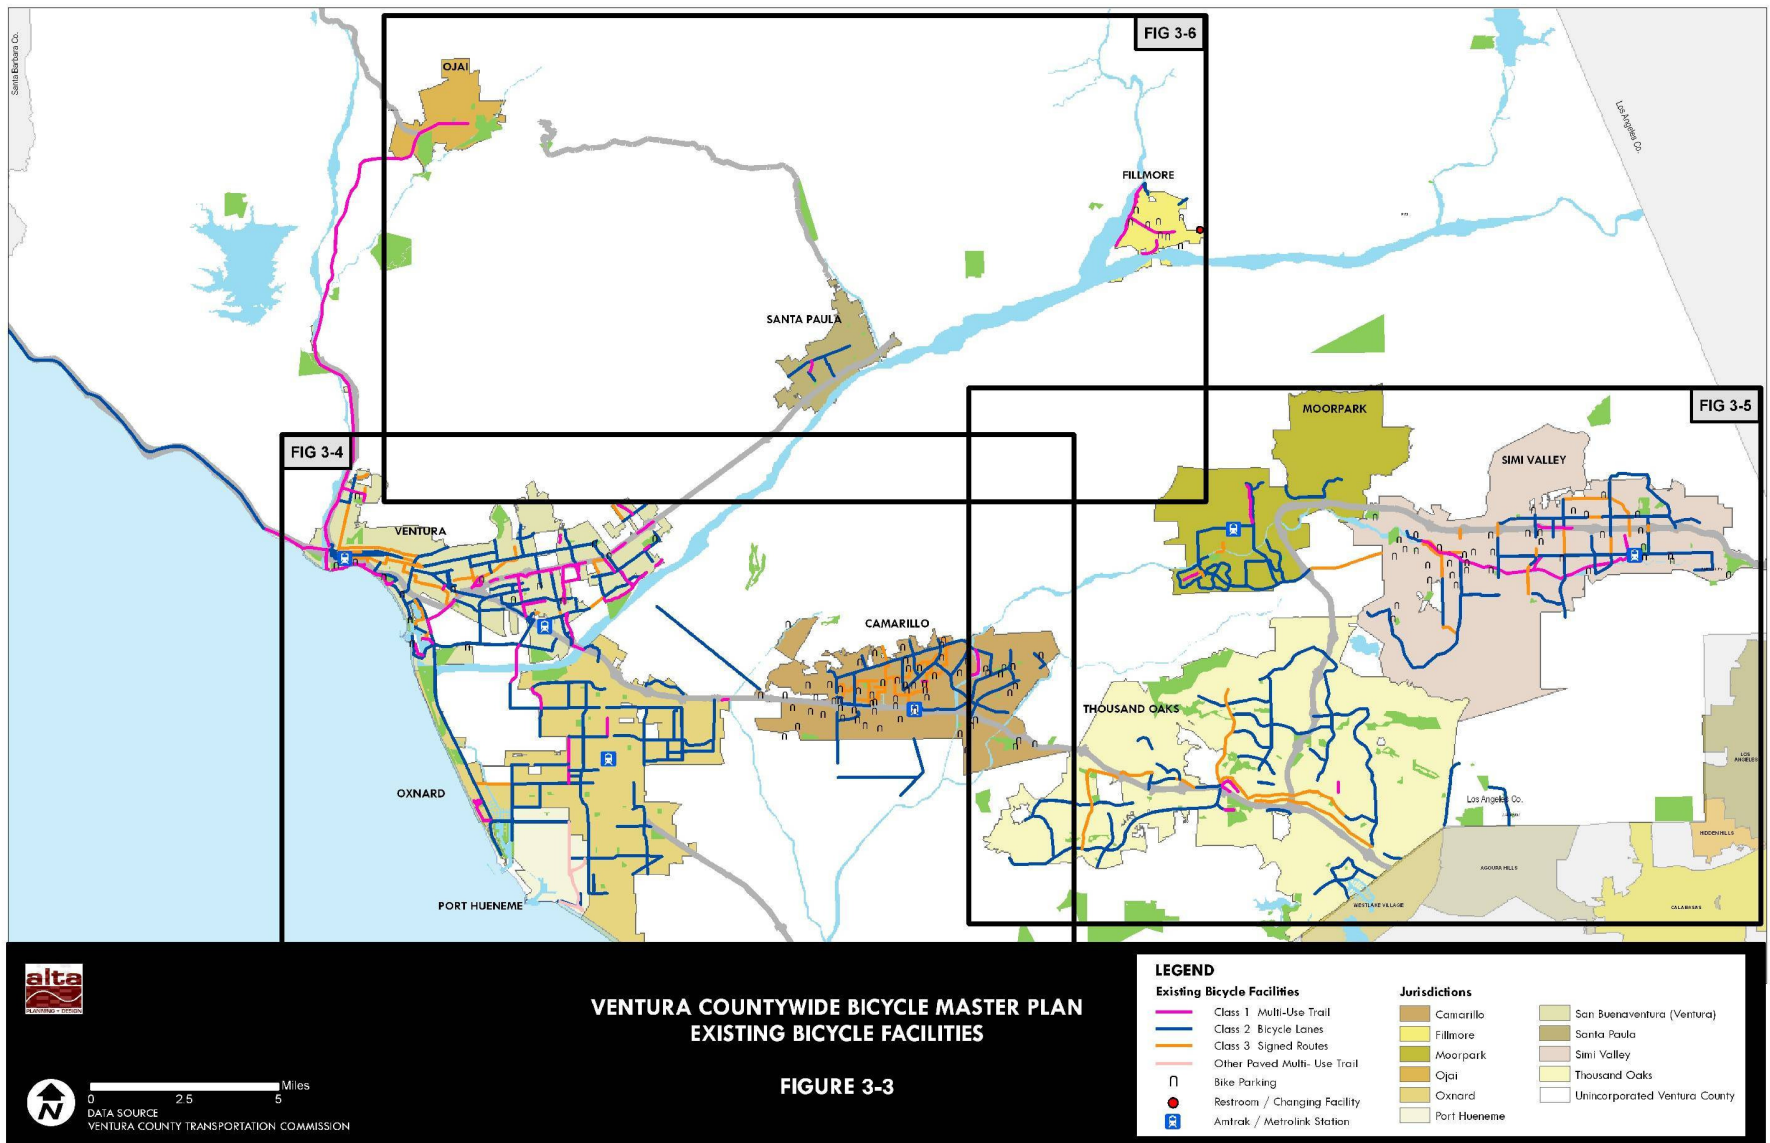 Santa Barbara Co.
FIG 3-6
OJAI
Los Angeles Co.
FILLMORE
SANTA PAULA
FIG 3-5
MOORPARK
FIG 3-4
SIMI VALLEY
VENTURA
CAMARILLO
THOUSAND OAKS
LOS
ANGELES
OXNARD
Los Angeles Co.
HIDDEN HILLS
AGOURA HILLS
PORT HUENEME
WESTLAKE VILLAGE
CALABASAS
alta
PLANNING + DESIGN
VENTURA COUNTYWIDE BICYCLE MASTER PLAN
EXISTING BICYCLE FACILITIES
FIGURE 3-3
N
Miles
0 2.5 5
DATA SOURCE
VENTURA COUNTY TRANSPORTATION COMMISSION
LEGEND
Existing Bicycle Facilities
Class 1 Multi-Use Trail
Class 2 Bicycle Lanes
Class 3 Signed Routes
Other Paved Multi- Use Trail
Bike Parking
Restroom / Changing Facility
Amtrak / Metrolink Station
Jurisdictions
Camarillo
Fillmore
Moorpark
Ojai
Oxnard
Port Hueneme
San Buenaventura (Ventura)
Santa Paula
Simi Valley
Thousand Oaks
Unincorporated Ventura County